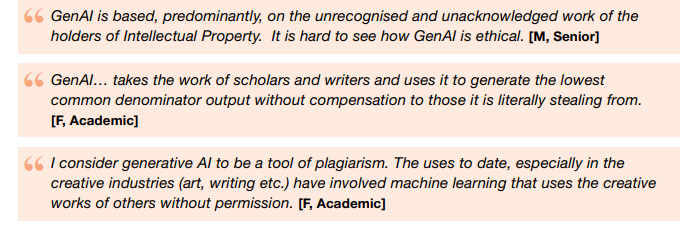 “ GenAI is based, predominantly, on the unrecognised and unacknowledged work of the
holders of Intellectual Property. It is hard to see how GenAI is ethical. [M, Senior]
“ GenAI… takes the work of scholars and writers and uses it to generate the lowest
common denominator output without compensation to those it is literally stealing from.
[F, Academic]
“ I consider generative AI to be a tool of plagiarism. The uses to date, especially in the
creative industries (art, writing etc.) have involved machine learning that uses the creative
works of others without permission. [F, Academic]